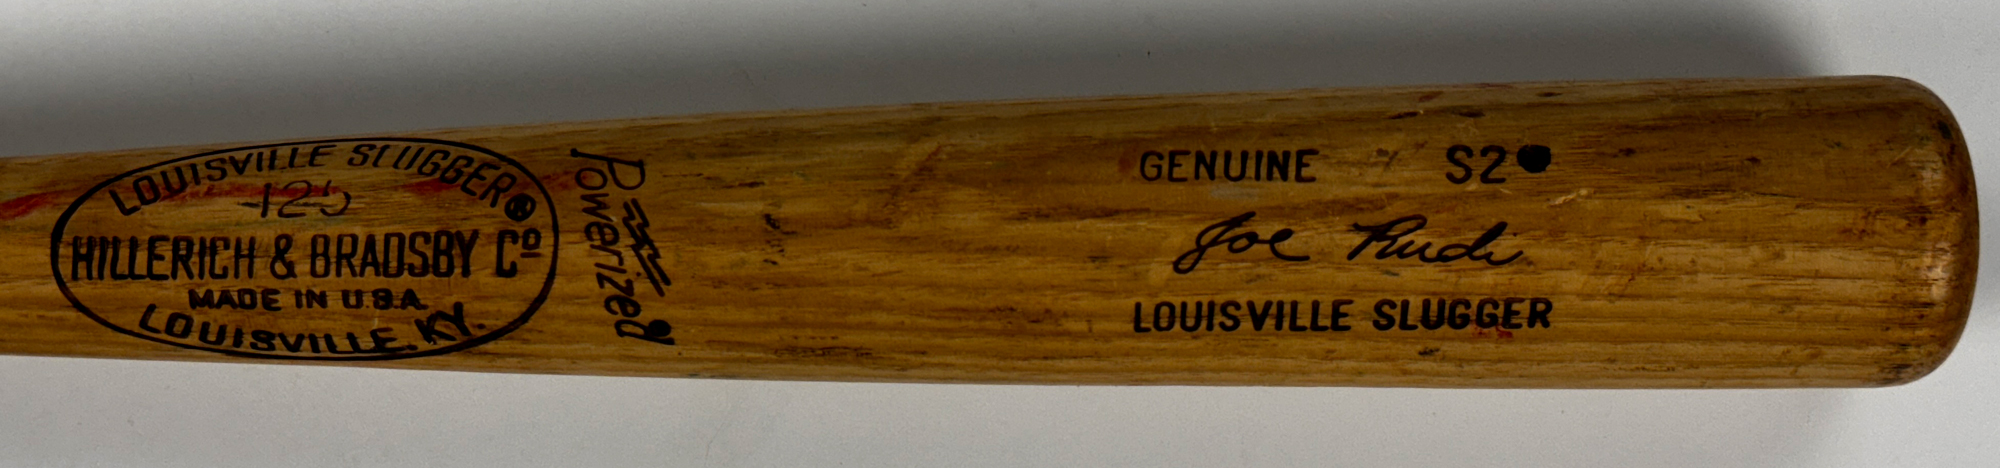 LOUISVILLE SLUGGER®
125
HILLERICH & BRADSBY Cº
MADE IN U.S.A.
LOUISVILLE, KY.
Powerized
GENUINE S2
Joe Rudi
LOUISVILLE SLUGGER